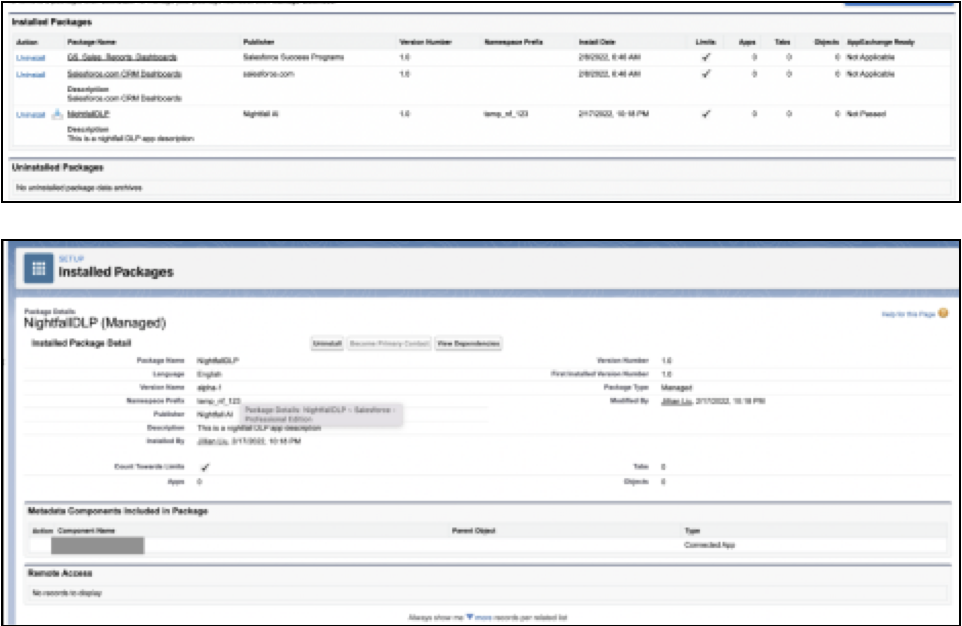 Installed Packages
Action Package Name Publisher Version Number Namespace Prefix Install Date Limits Apps Tabs Objects AppExchange Ready
Uninstall GS_Sales_Reports_Dashboards Salesforce Success Programs 1.0 2/8/2022, 6:46 AM ✓ 0 0 0 Not Applicable
Uninstall Salesforce.com CRM Dashboards salesforce.com 1.0 2/8/2022, 6:46 AM ✓ 0 0 0 Not Applicable
Description
Salesforce.com CRM Dashboards
Uninstall NightfallDLP Nightfall AI 1.0 temp_nf_123 2/17/2022, 10:18 PM ✓ 0 0 0 Not Passed
Description
This is a nightfall DLP app description
Uninstalled Packages
No uninstalled package data archives
SETUP
Installed Packages
Package Details
NightfallDLP (Managed)
Help for this Page
Installed Package Detail Uninstall Become Primary Contact View Dependencies
Package Name NightfallDLP Version Number 1.0
Language English First Installed Version Number 1.0
Version Name alpha-1 Package Type Managed
Namespace Prefix temp_nf_123 Modified By Jillian Liu, 2/17/2022, 10:18 PM
Package Details: NightfallDLP ~ Salesforce - Professional Edition
Publisher Nightfall AI
Description This is a nightfall DLP app description
Installed By Jillian Liu, 2/17/2022, 10:18 PM
Count Towards Limits ✓ Tabs 0
Apps 0 Objects 0
Metadata Components Included in Package
Action Component Name Parent Object Type
Connected App
Remote Access
No records to display
Always show me ▼ more records per related list